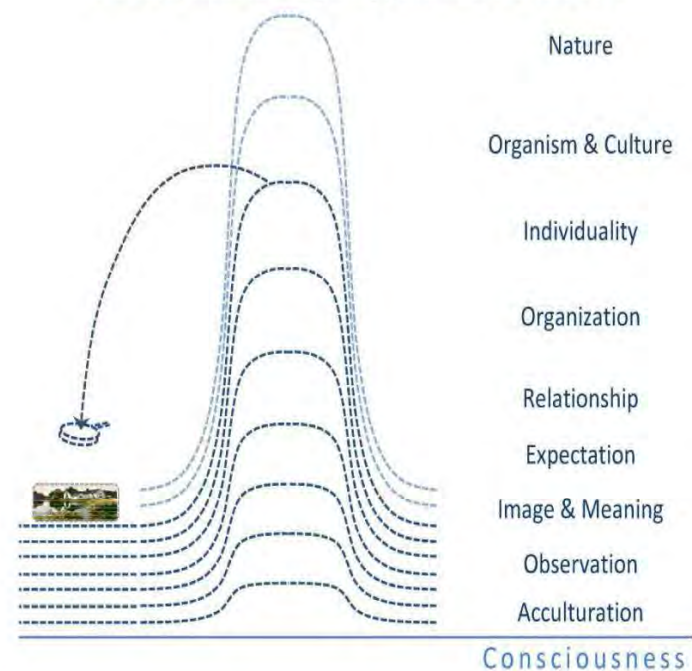 Nature
Organism & Culture
Individuality
Organization
Relationship
Expectation
Image & Meaning
Observation
Acculturation
Consciousness